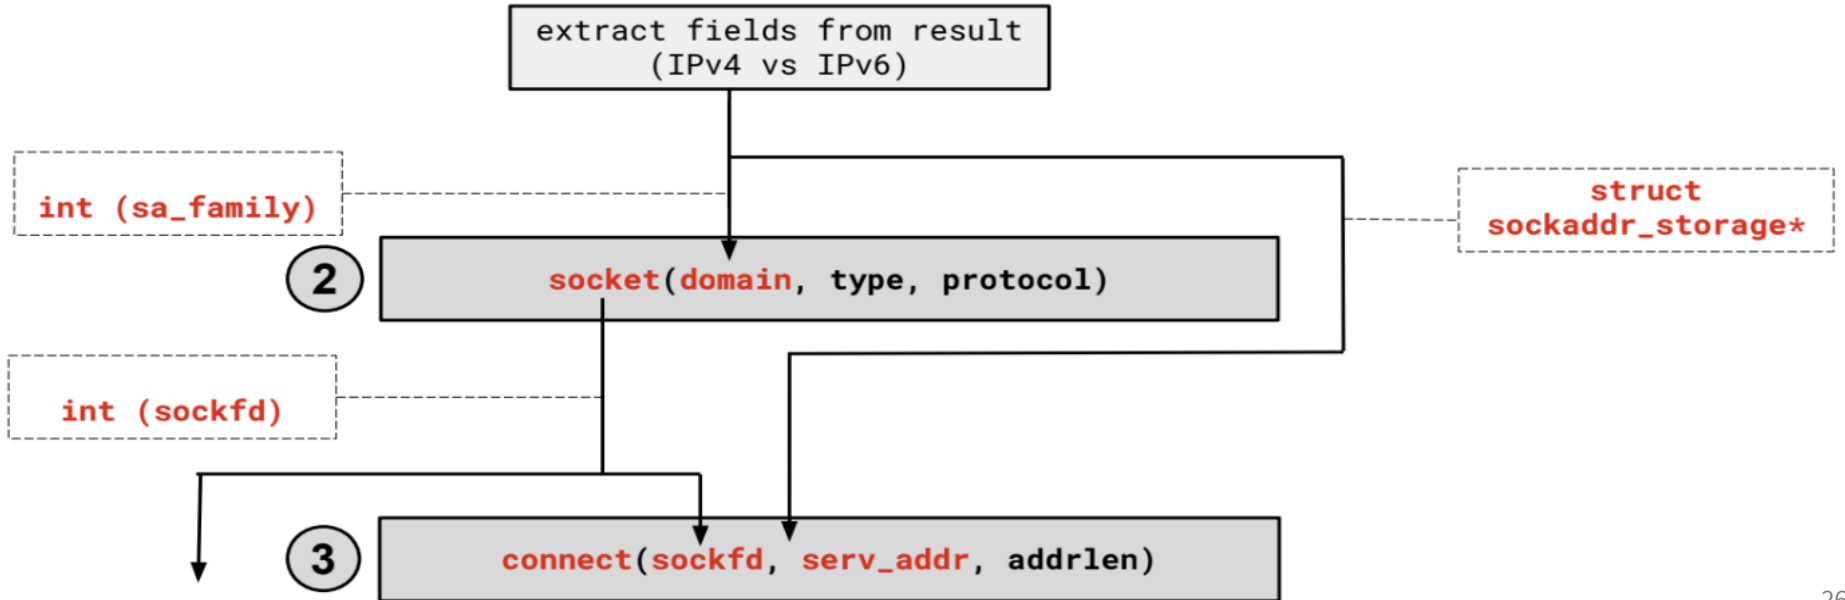 extract fields from result
(IPv4 vs IPv6)
int (sa_family)
struct
sockaddr_storage*
2
socket(domain, type, protocol)
int (sockfd)
3
connect(sockfd, serv_addr, addrlen)
26